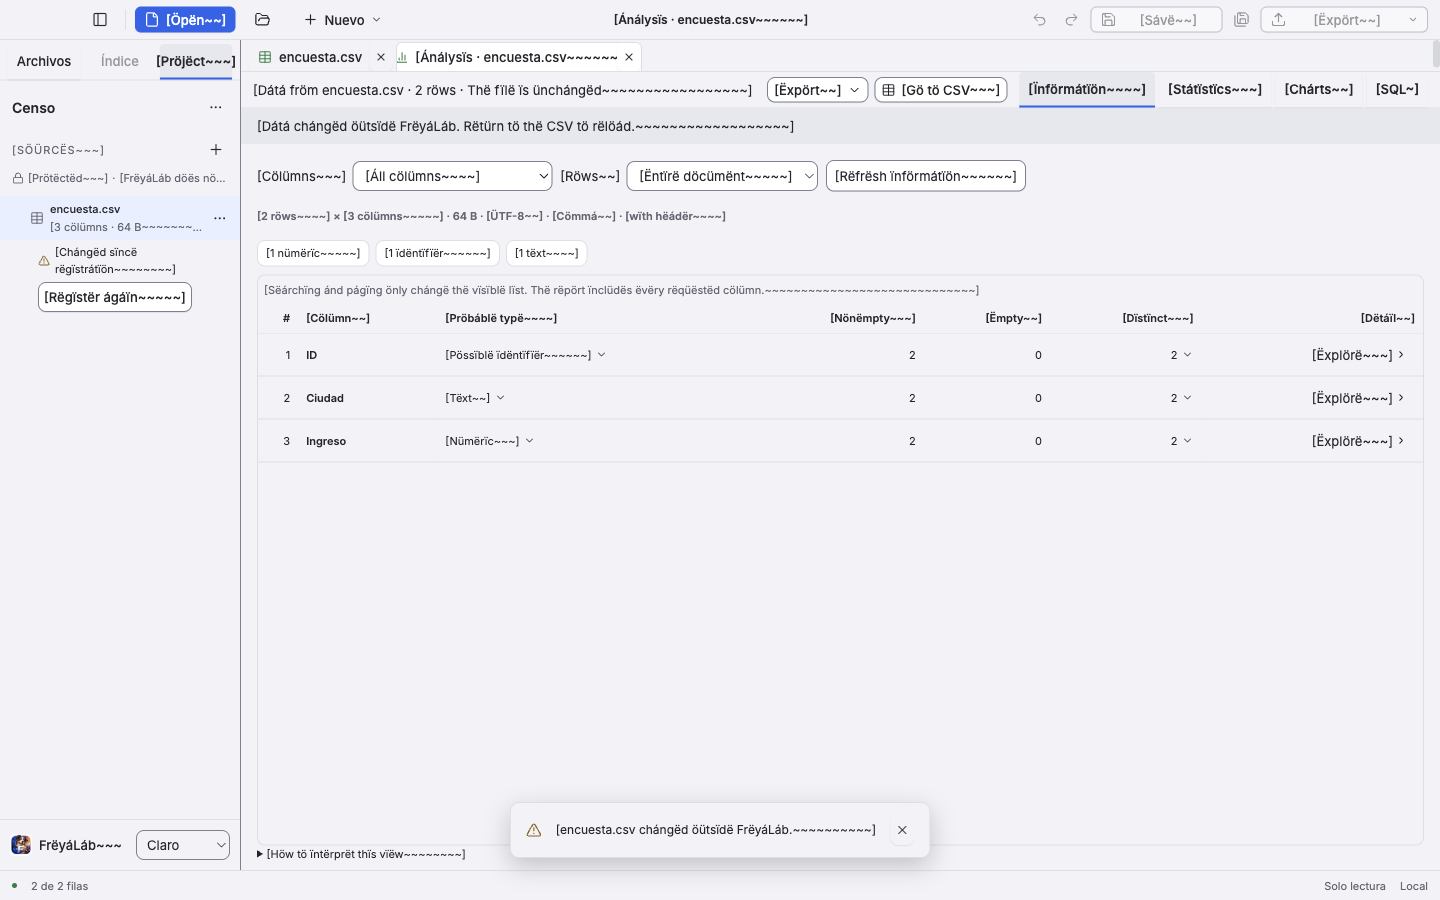 [Öpën~~] Nuevo [Ánálysïs · encuesta.csv~~~~~~] [Sávë~~] [Ëxpört~~]
Archivos Índice [Pröjëct~~~]
encuesta.csv [Ánálysïs · encuesta.csv~~~~~~
[Dátá fröm encuesta.csv · 2 röws · Thë fïlë ïs ünchángëd~~~~~~~~~~~~~~~~] [Ëxpört~~] [Gö tö CSV~~~] [Ïnförmátïön~~~~] [Státïstïcs~~~] [Chárts~~] [SQL~]
Censo
[Dátá chángëd öütsïdë FrëyáLáb. Rëtürn tö thë CSV tö rëlöád.~~~~~~~~~~~~~~~~~~]
[SÖÜRCËS~~~]
[Prötëctëd~~~] · [FrëyáLáb döës nö...
encuesta.csv
[3 cölümns · 64 B~~~~~~~...
[Chángëd sïncë
rëgïstrátïön~~~~~~~~]
[Rëgïstër ágáïn~~~~~]
[Cölümns~~~] [Áll cölümns~~~~] [Röws~~] [Ëntïrë döcümënt~~~~~] [Rëfrësh ïnförmátïön~~~~~~]
[2 röws~~~~] × [3 cölümns~~~~~] · 64 B · [ÜTF-8~~] · [Cömmá~~] · [wïth hëádër~~~~]
[1 nümërïc~~~~~] [1 ïdëntïfïër~~~~~~] [1 tëxt~~~~]
[Sëárchïng ánd págïng önly chángë thë vïsïblë lïst. Thë rëpört ïnclüdës ëvëry rëqüëstëd cölümn.~~~~~~~~~~~~~~~~~~~~~~~~~~~~~]
# [Cölümn~~] [Pröbáblë typë~~~~] [Nönëmpty~~~] [Ëmpty~~] [Dïstïnct~~~] [Dëtáïl~~]
1 ID [Pössïblë ïdëntïfïër~~~~~~] 2 0 2 [Ëxplörë~~~]
2 Ciudad [Tëxt~~] 2 0 2 [Ëxplörë~~~]
3 Ingreso [Nümërïc~~~] 2 0 2 [Ëxplörë~~~]
[encuesta.csv chángëd öütsïdë FrëyáLáb.~~~~~~~~~~]
[Höw tö ïntërprët thïs vïëw~~~~~~~~]
FrëyáLáb~~~ Claro
2 de 2 filas Solo lectura Local